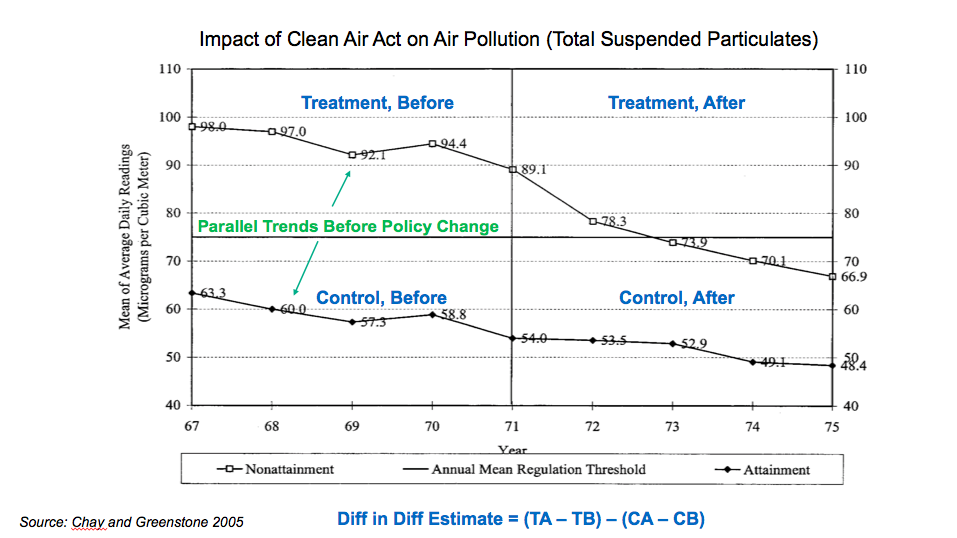 Impact of Clean Air Act on Air Pollution (Total Suspended Particulates)
110
110
Treatment, Before
Treatment, After
100
100
98.0
97.0
92.1
94.4
90
90
89.1
80
80
78.3
Parallel Trends Before Policy Change
73.9
70
70
70.1
66.9
63.3
Control, Before
Control, After
60
60
60.0
57.3
58.8
54.0
53.5
52.9
50
50
49.1
48.4
40
40
Mean of Average Daily Readings
(Micrograms per Cubic Meter)
67 68 69 70 71 72 73 74 75
Year
Nonattainment Annual Mean Regulation Threshold Attainment
Source: Chay and Greenstone 2005
Diff in Diff Estimate = (TA – TB) – (CA – CB)